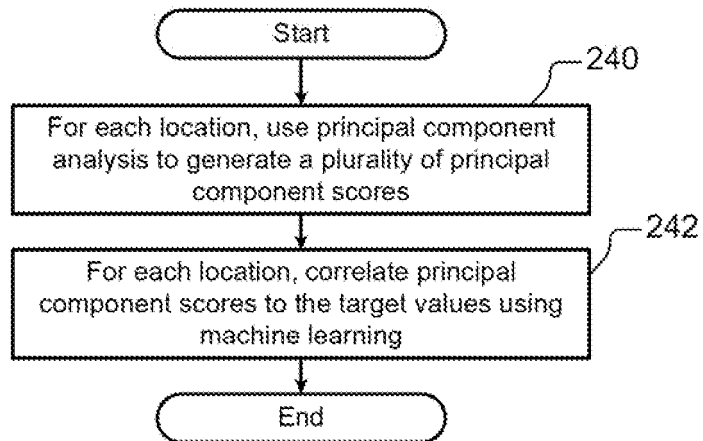 Start
240
For each location, use principal component
analysis to generate a plurality of principal
component scores
242
For each location, correlate principal
component scores to the target values using
machine learning
End